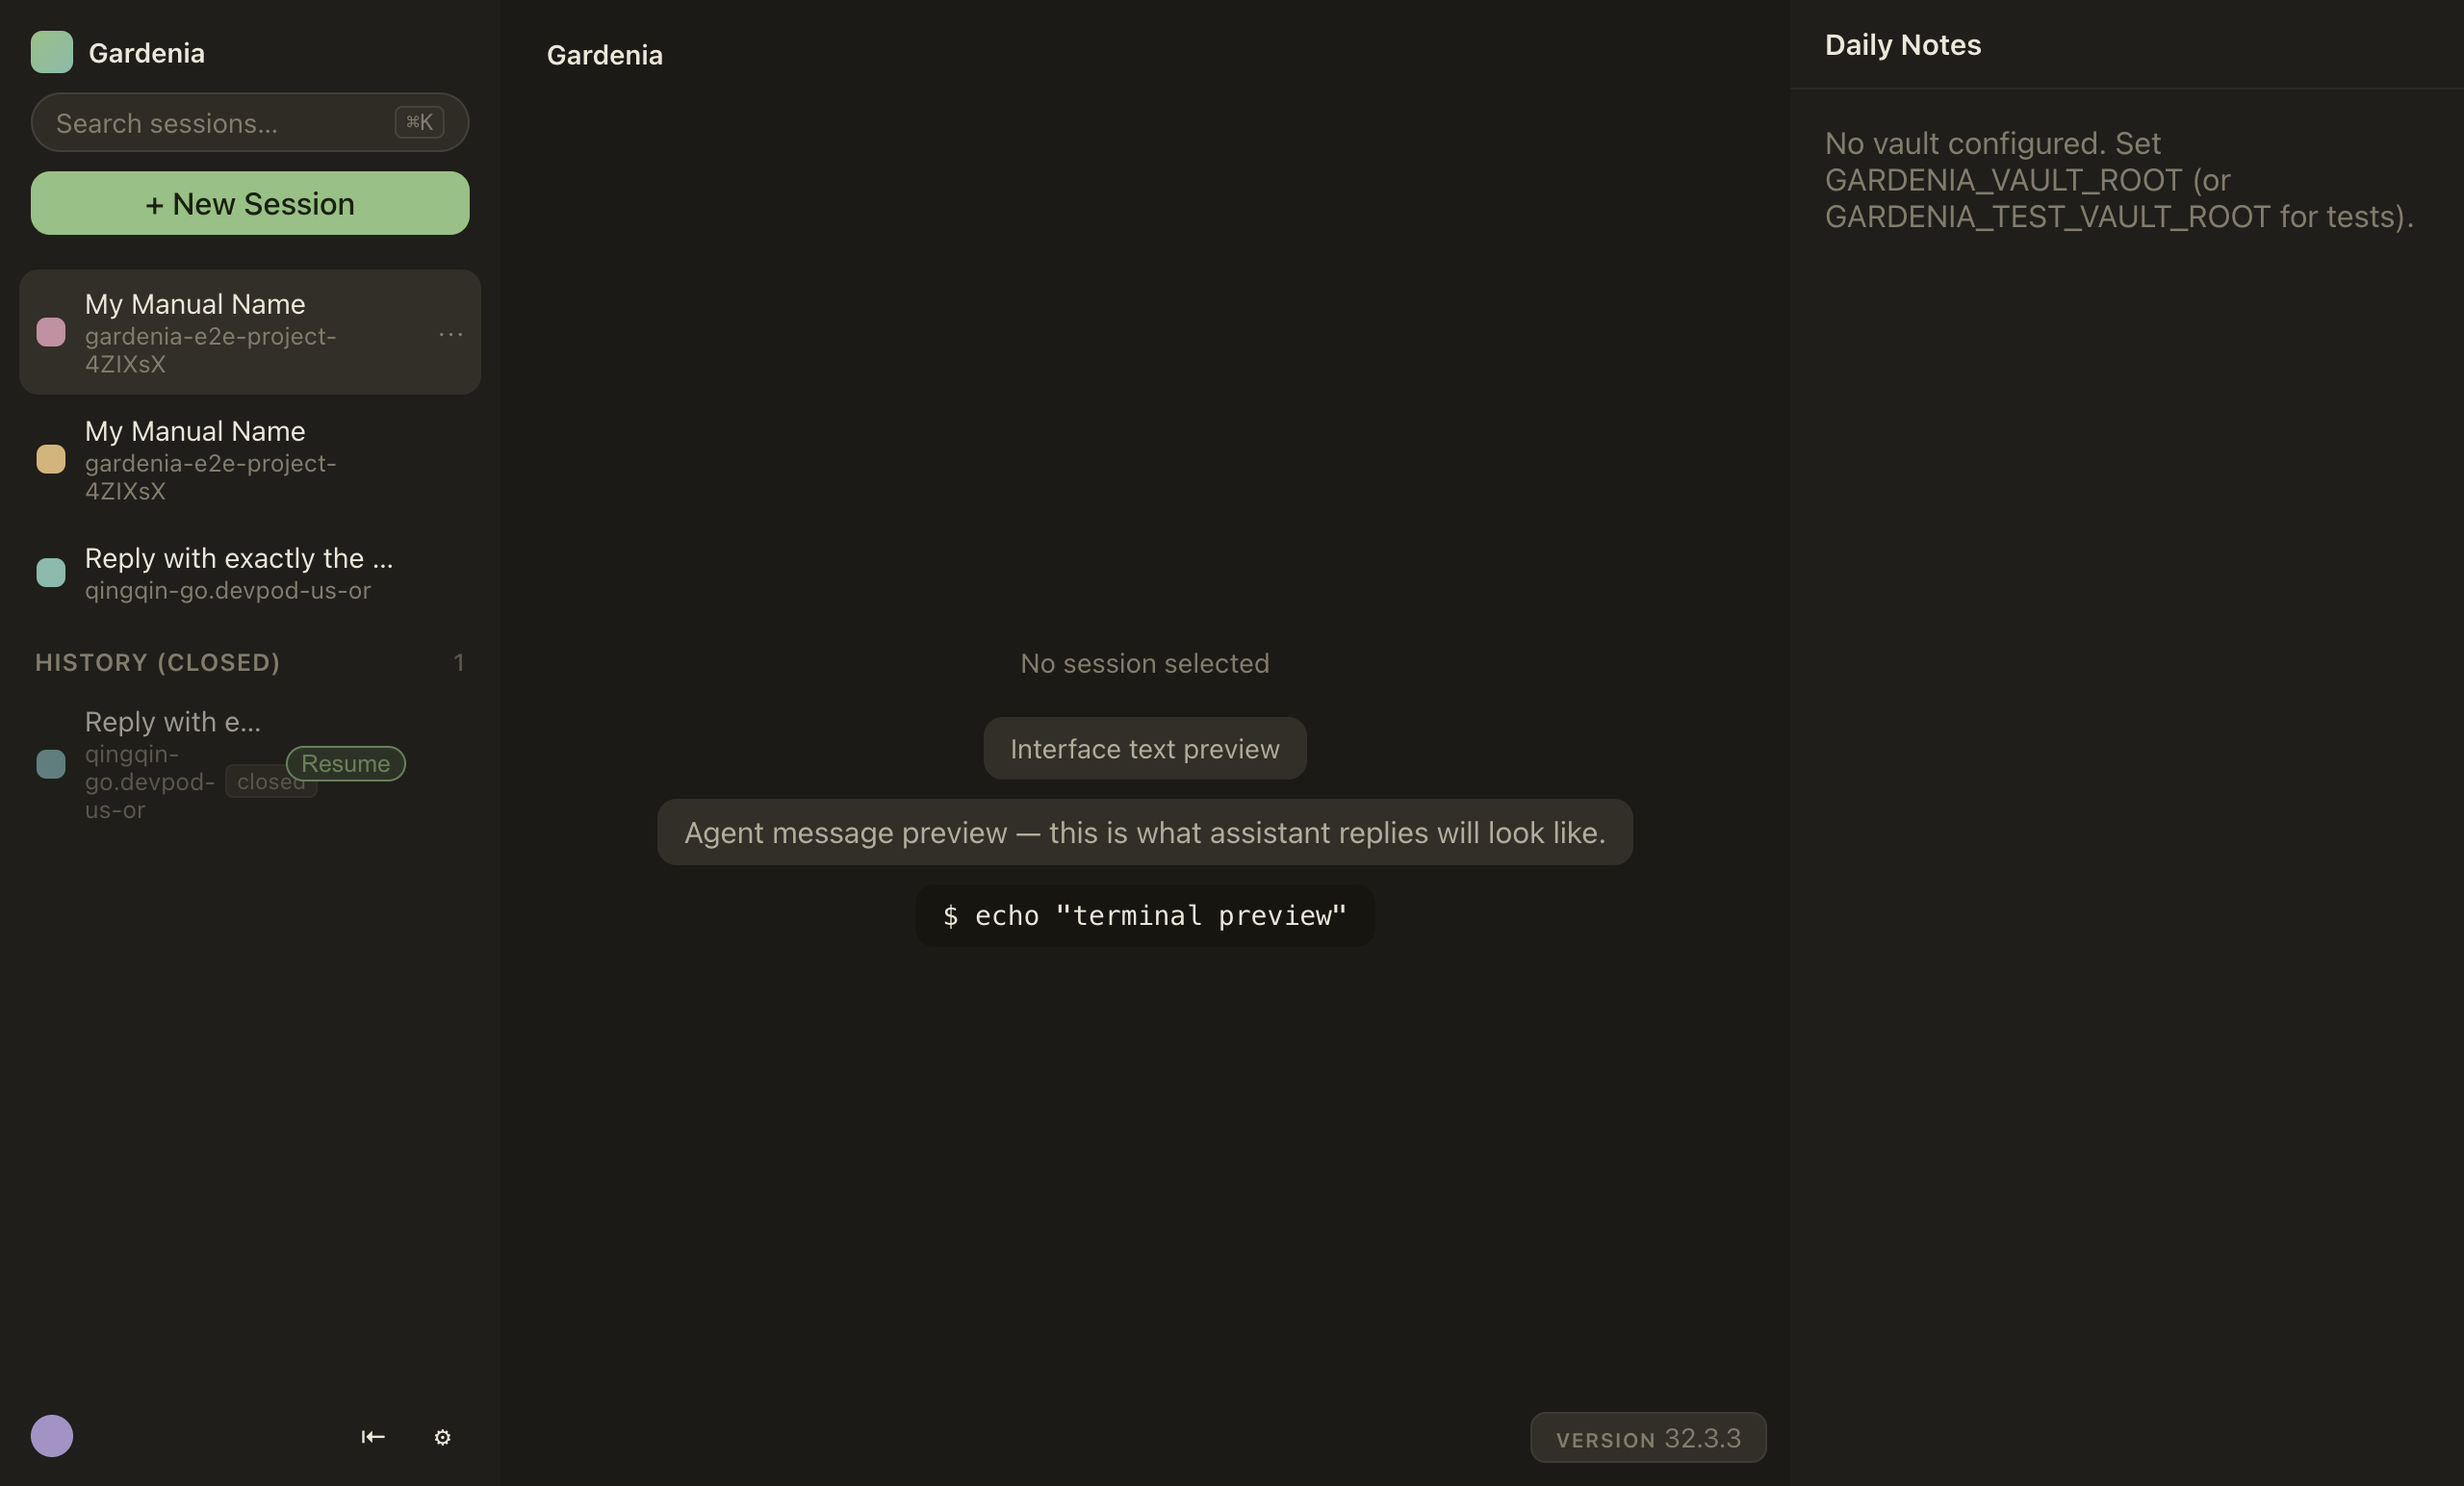 Gardenia
Search sessions...
⌘K
+ New Session
My Manual Name
gardenia-e2e-project-
4ZIXsX
...
My Manual Name
gardenia-e2e-project-
4ZIXsX
Reply with exactly the ...
qingqin-go.devpod-us-or
HISTORY (CLOSED) 1
Reply with e...
qingqin-
go.devpod-
us-or
closed
Resume
Gardenia
No session selected
Interface text preview
Agent message preview — this is what assistant replies will look like.
$ echo "terminal preview"
VERSION 32.3.3
Daily Notes
No vault configured. Set
GARDENIA_VAULT_ROOT (or
GARDENIA_TEST_VAULT_ROOT for tests).